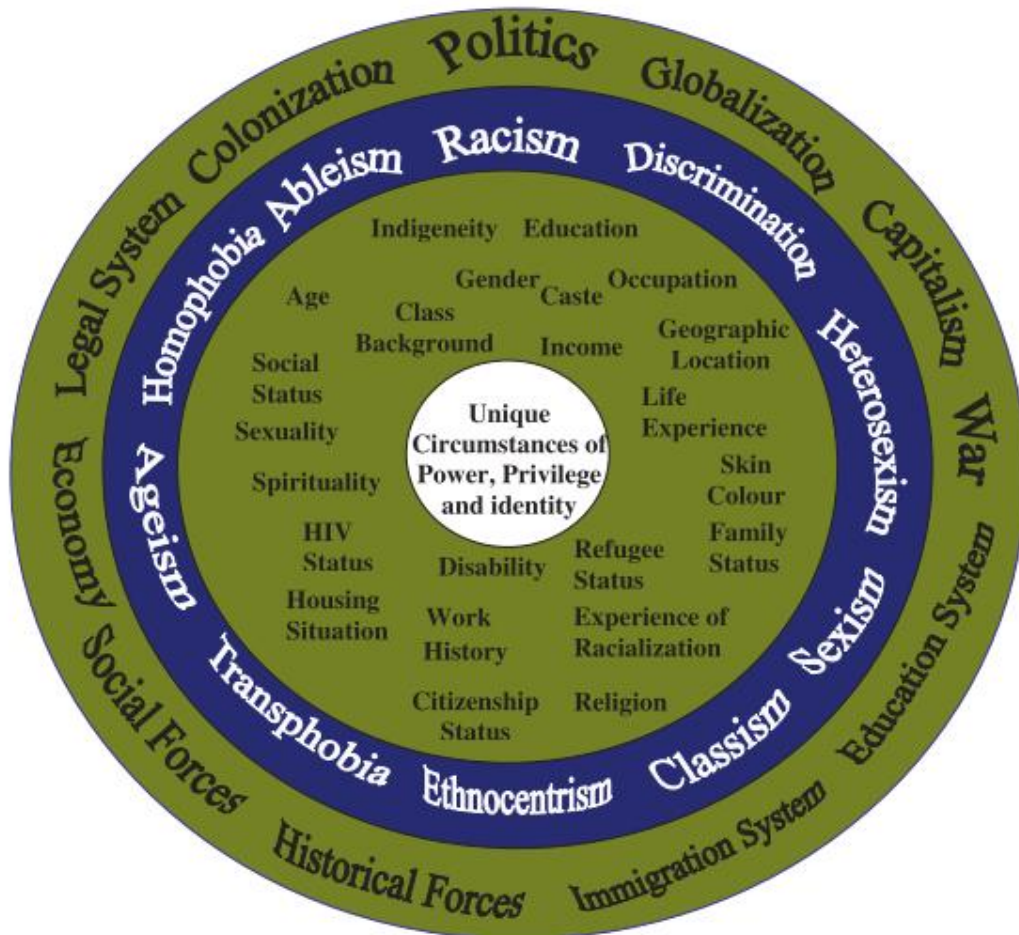 Politics
Globalization
Capitalism
War
Education System
Immigration System
Historical Forces
Social Forces
Economy
Legal System
Colonization
Racism
Discrimination
Heterosexism
Sexism
Classism
Ethnocentrism
Transphobia
Ageism
Homophobia
Ableism
Indigeneity
Education
Age
Gender
Caste
Occupation
Class
Background
Income
Geographic
Location
Social
Status
Life
Experience
Sexuality
Spirituality
Skin
Colour
HIV
Status
Family
Status
Disability
Refugee
Status
Housing
Situation
Work
History
Experience of
Racialization
Citizenship
Status
Religion
Unique
Circumstances of
Power, Privilege
and identity